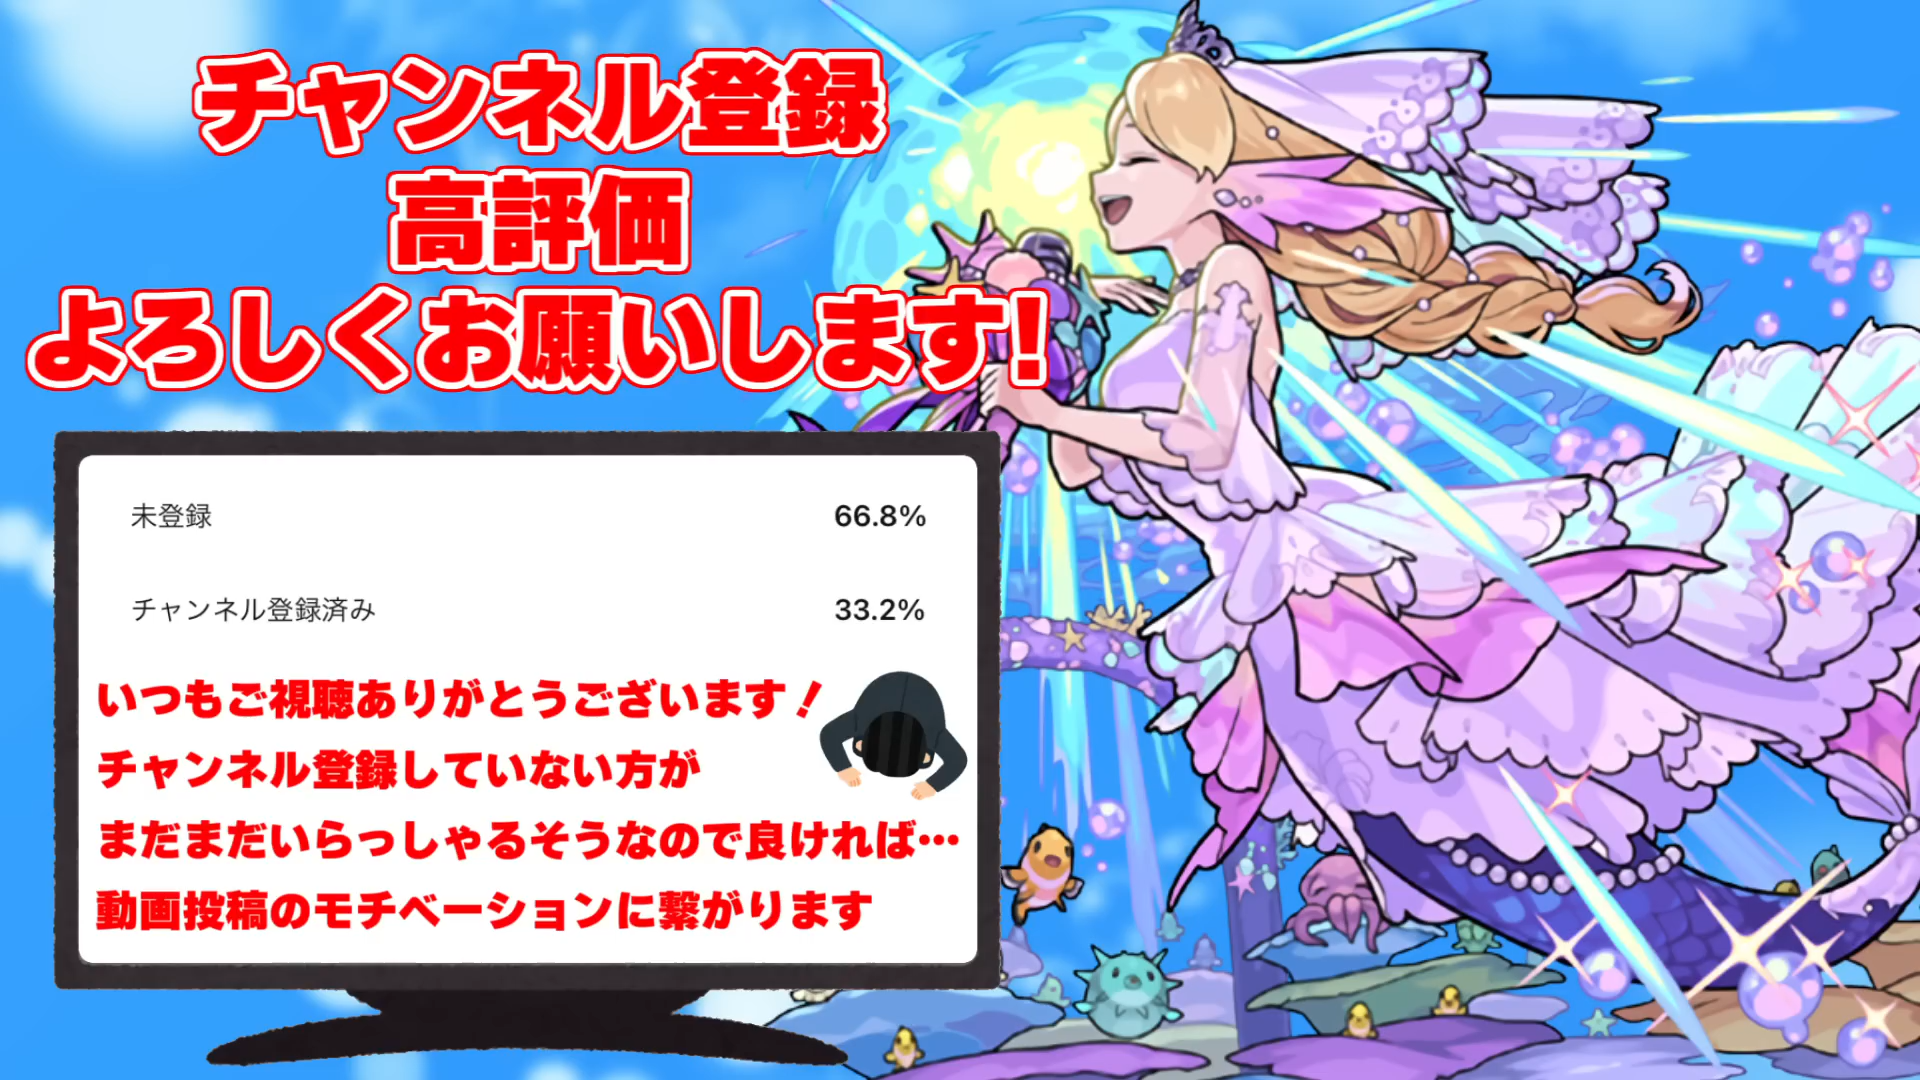 チャンネル登録
高評価
よろしくお願いします!
未登録 66.8%
チャンネル登録済み 33.2%
いつもご視聴ありがとうございます！
チャンネル登録していない方が
まだまだいらっしゃるそうなので良ければ…
動画投稿のモチベーションに繋がります